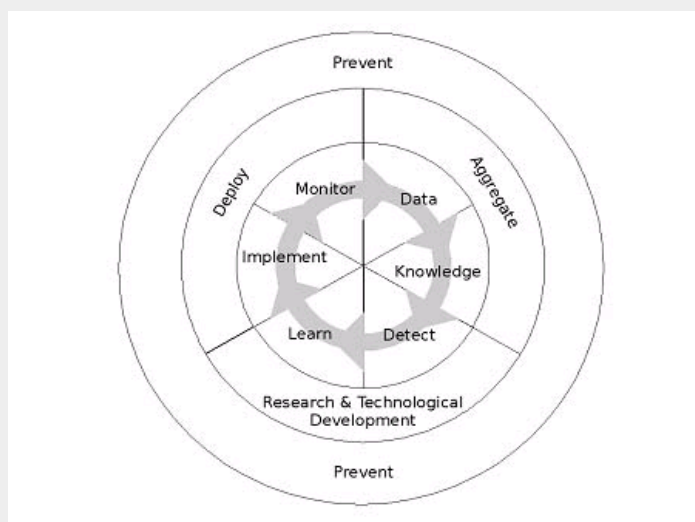 Prevent
Deploy
Aggregate
Monitor
Data
Implement
Knowledge
Learn
Detect
Research & Technological
Development
Prevent